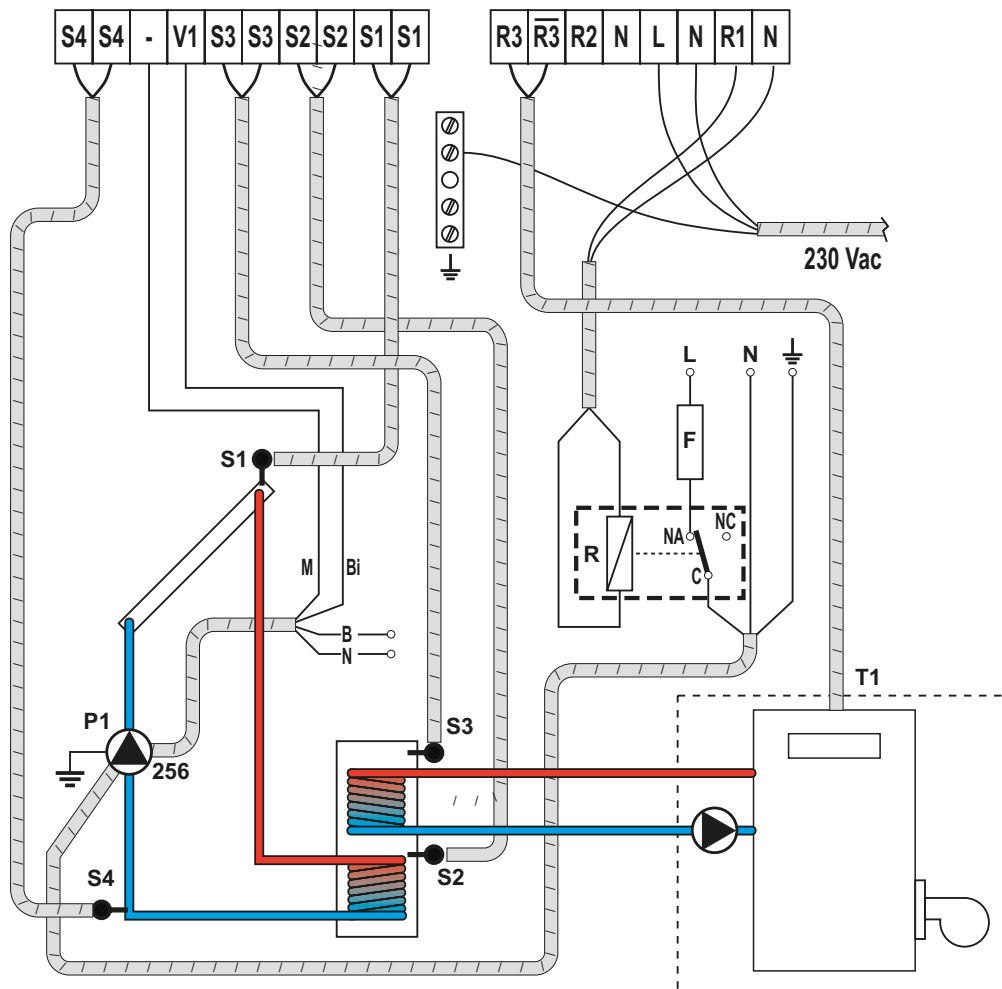 S4 S4 - V1 S3 S3 S2 S2 S1 S1
R3 R̅3̅ R2 N L N R1 N
230 Vac
L N
F
S1
NC
NA
R
M Bi
C
B
N
T1
P1
S3
256
S4
S2